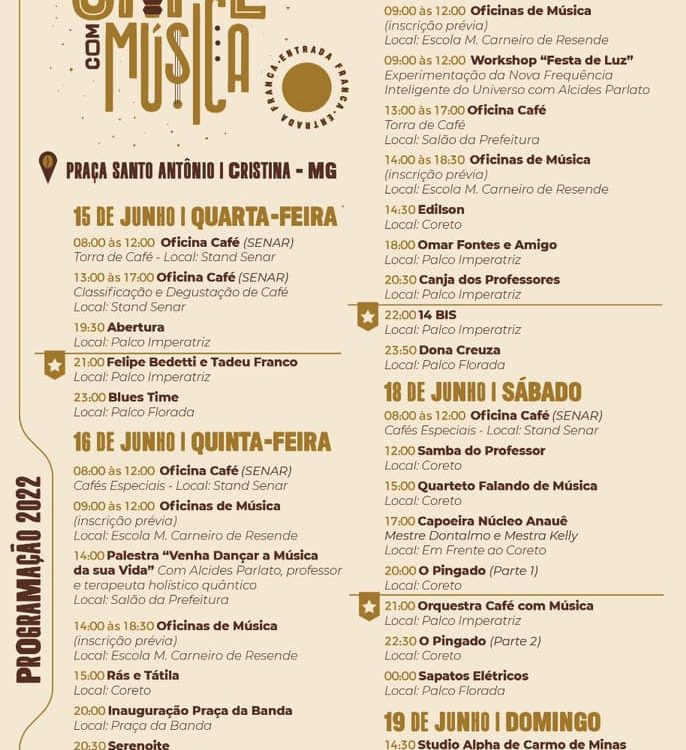 COM
MÚSICA
ENTRADA FRANCA • ENTRADA FRANCA •
PRAÇA SANTO ANTÔNIO | CRISTINA - MG
15 DE JUNHO | QUARTA-FEIRA
08:00 às 12:00 Oficina Café (SENAR)
Torra de Café - Local: Stand Senar
13:00 às 17:00 Oficina Café (SENAR)
Classificação e Degustação de Café
Local: Stand Senar
19:30 Abertura
Local: Palco Imperatriz
21:00 Felipe Bedetti e Tadeu Franco
Local: Palco Imperatriz
23:00 Blues Time
Local: Palco Florada
16 DE JUNHO | QUINTA-FEIRA
08:00 às 12:00 Oficina Café (SENAR)
Cafés Especiais - Local: Stand Senar
09:00 às 12:00 Oficinas de Música
(inscrição prévia)
Local: Escola M. Carneiro de Resende
14:00 Palestra “Venha Dançar a Música
da sua Vida” Com Alcides Parlato, professor
e terapeuta holístico quântico
Local: Salão da Prefeitura
14:00 às 18:30 Oficinas de Música
(inscrição prévia)
Local: Escola M. Carneiro de Resende
15:00 Rás e Tátila
Local: Coreto
20:00 Inauguração Praça da Banda
Local: Praça da Banda
20:30 Serenoite
PROGRAMAÇÃO 2022
09:00 às 12:00 Oficinas de Música
(inscrição prévia)
Local: Escola M. Carneiro de Resende
09:00 às 12:00 Workshop “Festa de Luz”
Experimentação da Nova Frequência
Inteligente do Universo com Alcides Parlato
13:00 às 17:00 Oficina Café
Torra de Café
Local: Salão da Prefeitura
14:00 às 18:30 Oficinas de Música
(inscrição prévia)
Local: Escola M. Carneiro de Resende
14:30 Edilson
Local: Coreto
18:00 Omar Fontes e Amigo
Local: Palco Imperatriz
20:30 Canja dos Professores
Local: Palco Imperatriz
22:00 14 BIS
Local: Palco Imperatriz
23:50 Dona Creuza
Local: Palco Florada
18 DE JUNHO | SÁBADO
08:00 às 12:00 Oficina Café (SENAR)
Cafés Especiais - Local: Stand Senar
12:00 Samba do Professor
Local: Coreto
15:00 Quarteto Falando de Música
Local: Coreto
17:00 Capoeira Núcleo Anauê
Mestre Dontalmo e Mestra Kelly
Local: Em Frente ao Coreto
20:00 O Pingado (Parte 1)
Local: Coreto
21:00 Orquestra Café com Música
Local: Palco Imperatriz
22:30 O Pingado (Parte 2)
Local: Coreto
00:00 Sapatos Elétricos
Local: Palco Florada
19 DE JUNHO | DOMINGO
14:30 Studio Alpha de Carmo de Minas